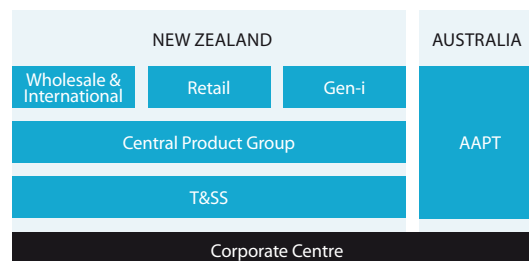 NEW ZEALAND
AUSTRALIA
Wholesale &
International
Retail
Gen-i
Central Product Group
AAPT
T&SS
Corporate Centre